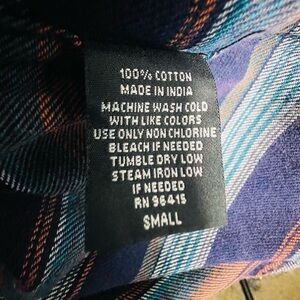 100% COTTON
MADE IN INDIA
MACHINE WASH COLD
WITH LIKE COLORS
USE ONLY NON CHLORINE
BLEACH IF NEEDED
TUMBLE DRY LOW
STEAM IRON LOW
IF NEEDED
RN 96415
SMALL